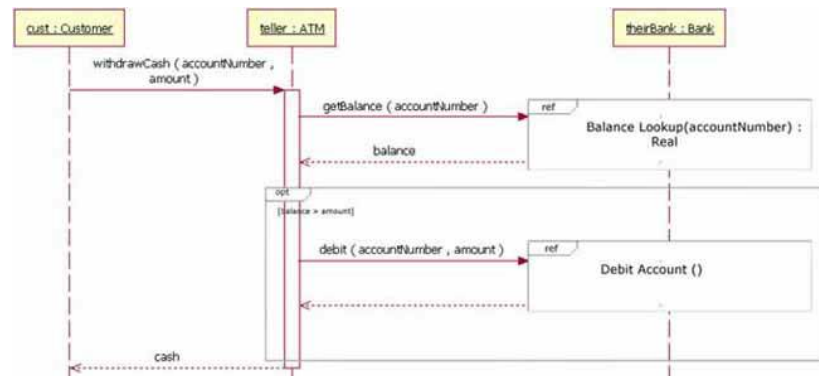 cust : Customer
teller : ATM
theirBank : Bank
withdrawCash ( accountNumber ,
amount )
getBalance ( accountNumber )
ref
Balance Lookup(accountNumber) :
Real
balance
opt
[balance > amount]
debit ( accountNumber , amount )
ref
Debit Account ()
cash